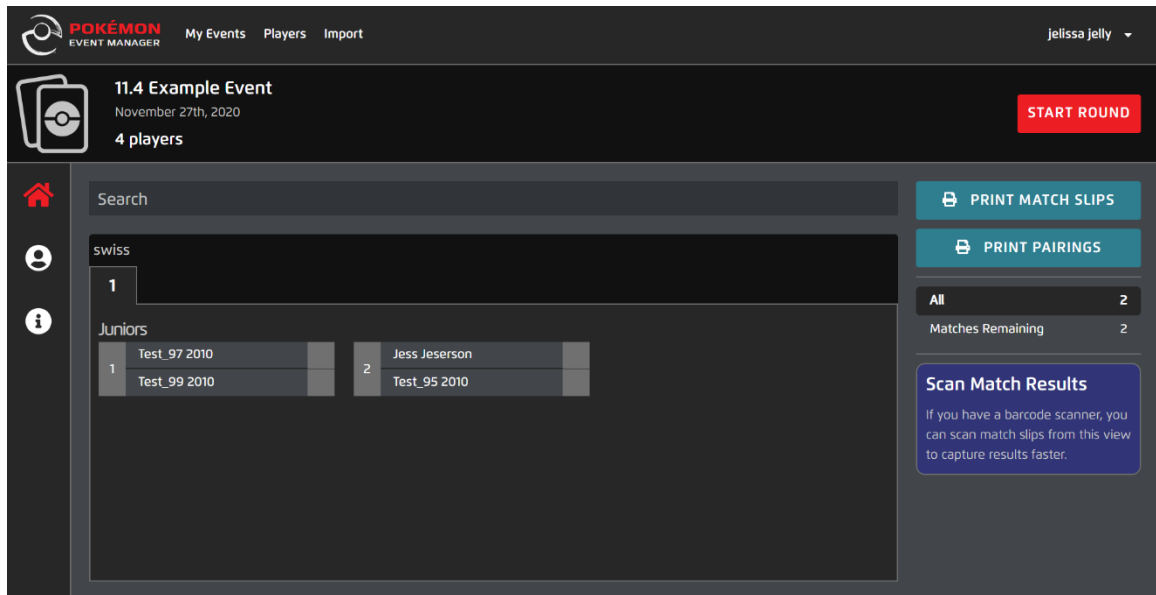 POKÉMON
EVENT MANAGER
My Events Players Import
jelissa jelly
11.4 Example Event
November 27th, 2020
4 players
START ROUND
Search
swiss
1
Juniors
1
Test_97 2010
Test_99 2010
2
Jess Jeserson
Test_95 2010
PRINT MATCH SLIPS
PRINT PAIRINGS
All 2
Matches Remaining 2
Scan Match Results
If you have a barcode scanner, you
can scan match slips from this view
to capture results faster.